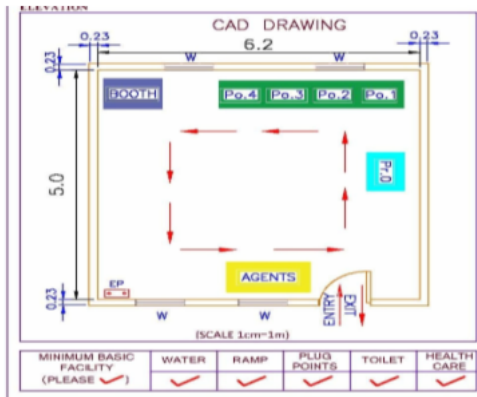 ELEVATION
CAD DRAWING
0.23 6.2 0.23
W W
0.23
BOOTH Po.4 Po.3 Po.2 Po.1
Pr.O
5.0
EP AGENTS
0.23 ENTRY EXIT
W W
(SCALE 1cm-1m)
MINIMUM BASIC FACILITY (PLEASE ✓) WATER RAMP PLUG POINTS TOILET HEALTH CARE
✓ ✓ ✓ ✓ ✓